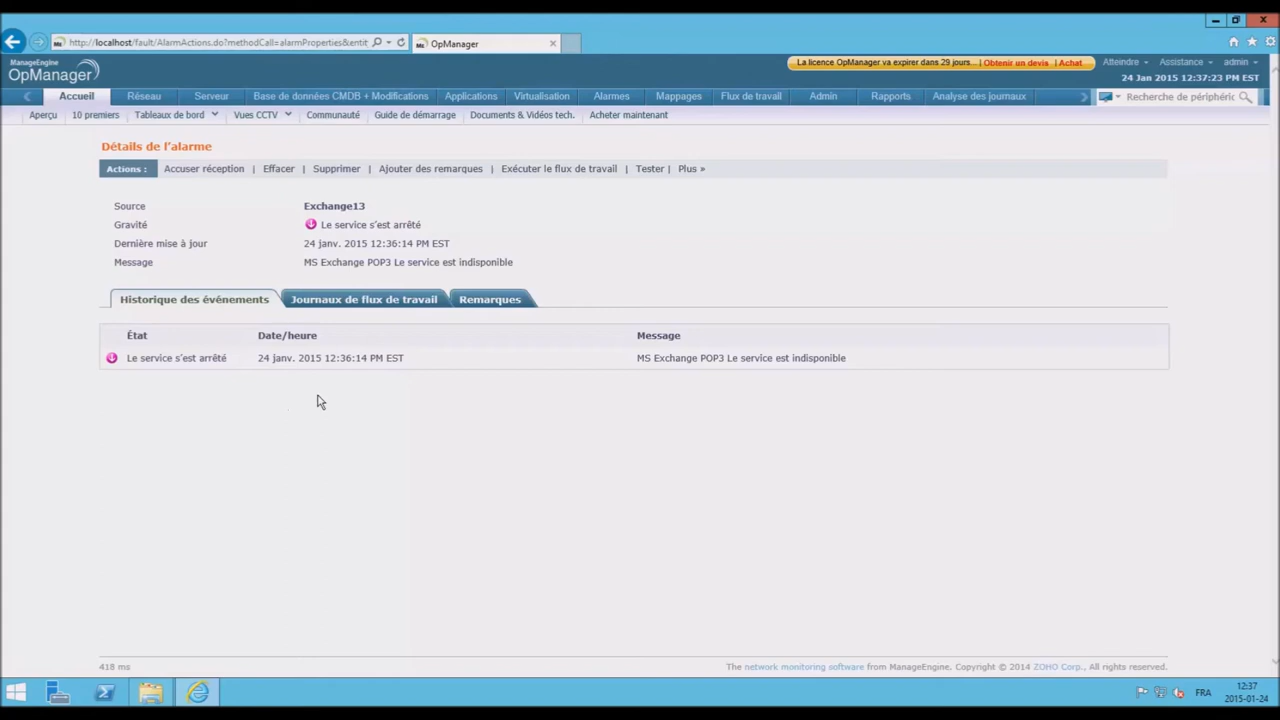 http://localhost/fault/AlarmActions.do?methodCall=alarmProperties&entit
OpManager
ManageEngine
OpManager
La licence OpManager va expirer dans 29 jours... | Obtenir un devis | Achat
Atteindre
Assistance
admin
24 Jan 2015 12:37:23 PM EST
Accueil
Réseau
Serveur
Base de données CMDB + Modifications
Applications
Virtualisation
Alarmes
Mappages
Flux de travail
Admin
Rapports
Analyse des journaux
Recherche de périphéric
Aperçu
10 premiers
Tableaux de bord
Vues CCTV
Communauté
Guide de démarrage
Documents & Vidéos tech.
Acheter maintenant
Détails de l'alarme
Actions :
Accuser réception | Effacer | Supprimer | Ajouter des remarques | Exécuter le flux de travail | Tester | Plus »
Source Exchange13
Gravité Le service s'est arrêté
Dernière mise à jour 24 janv. 2015 12:36:14 PM EST
Message MS Exchange POP3 Le service est indisponible
Historique des événements
Journaux de flux de travail
Remarques
État Date/heure Message
Le service s'est arrêté 24 janv. 2015 12:36:14 PM EST MS Exchange POP3 Le service est indisponible
418 ms
The network monitoring software from ManageEngine. Copyright © 2014 ZOHO Corp., All rights reserved.
FRA
12:37
2015-01-24